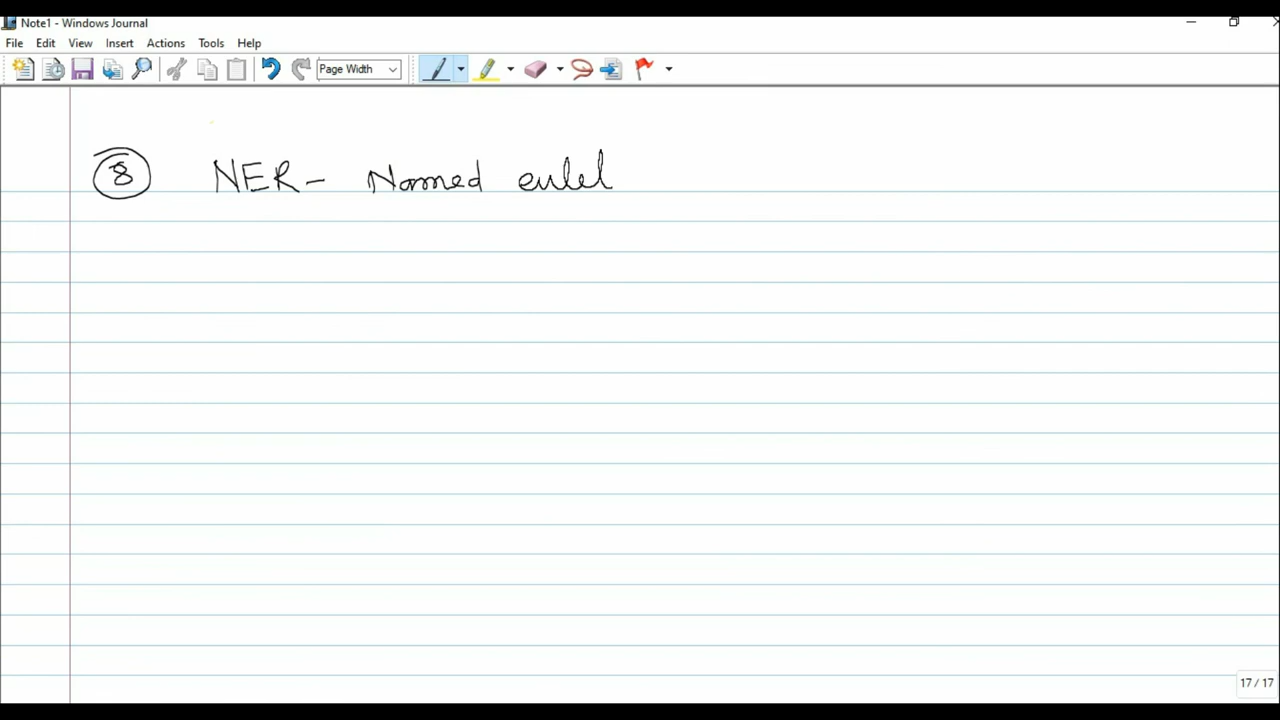 Note1 - Windows Journal
File Edit View Insert Actions Tools Help
Page Width
8 NER- Named
17 / 17